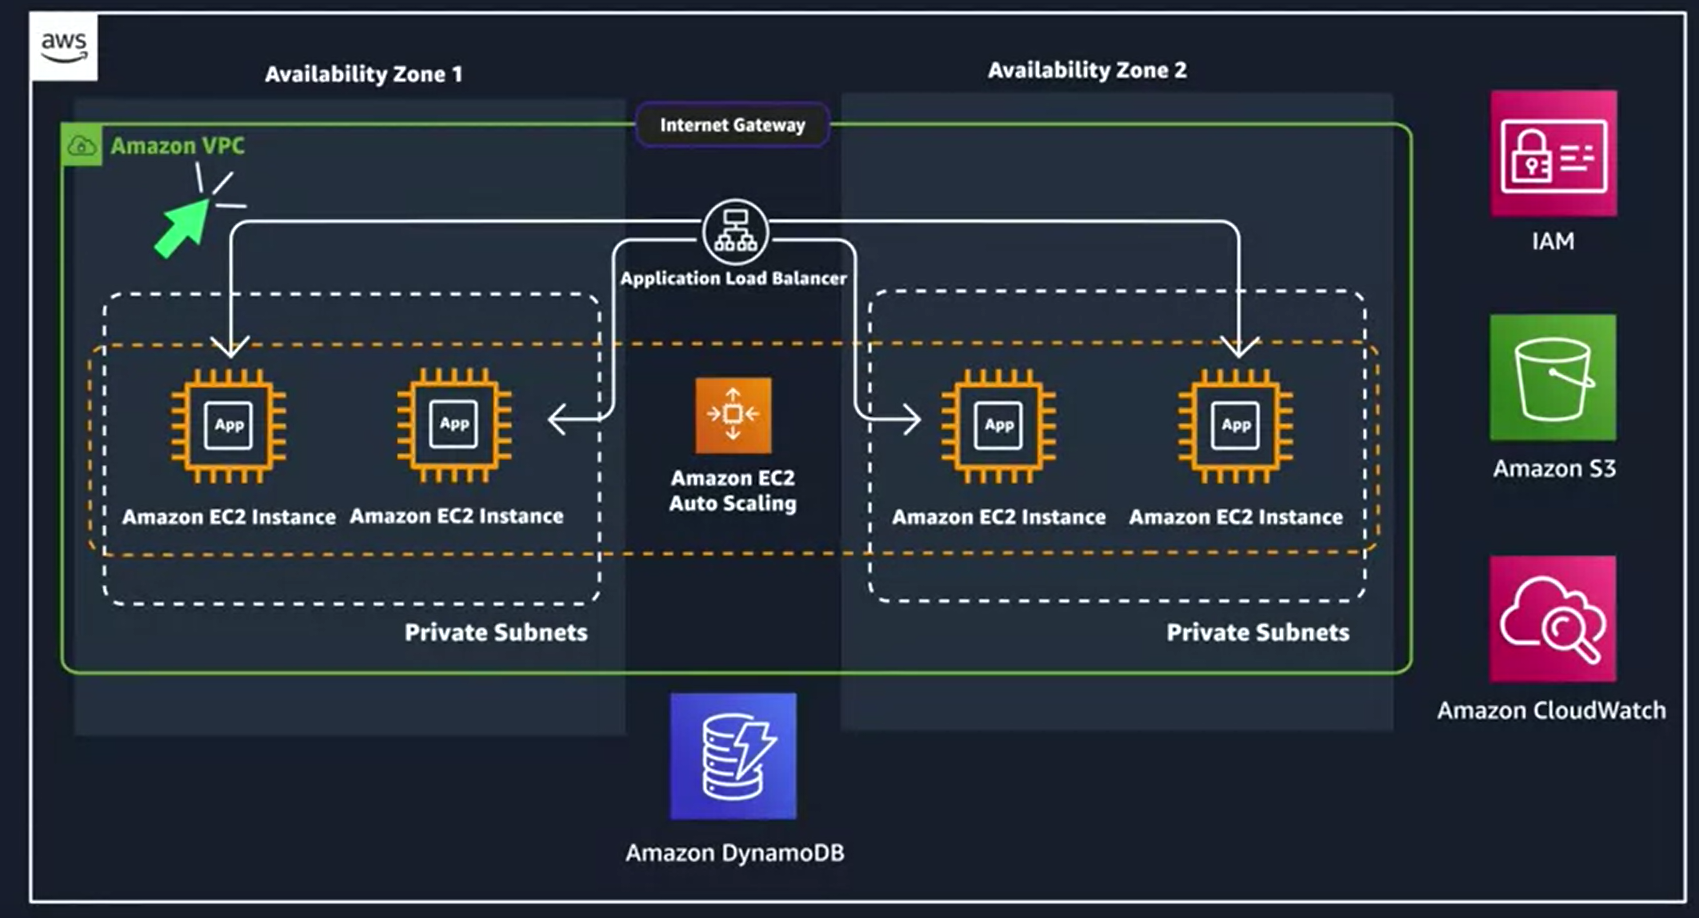 aws
Availability Zone 1
Availability Zone 2
Internet Gateway
Amazon VPC
Application Load Balancer
IAM
App
App
App
App
Amazon EC2
Auto Scaling
Amazon EC2 Instance
Amazon EC2 Instance
Amazon EC2 Instance
Amazon EC2 Instance
Amazon S3
Private Subnets
Private Subnets
Amazon CloudWatch
Amazon DynamoDB